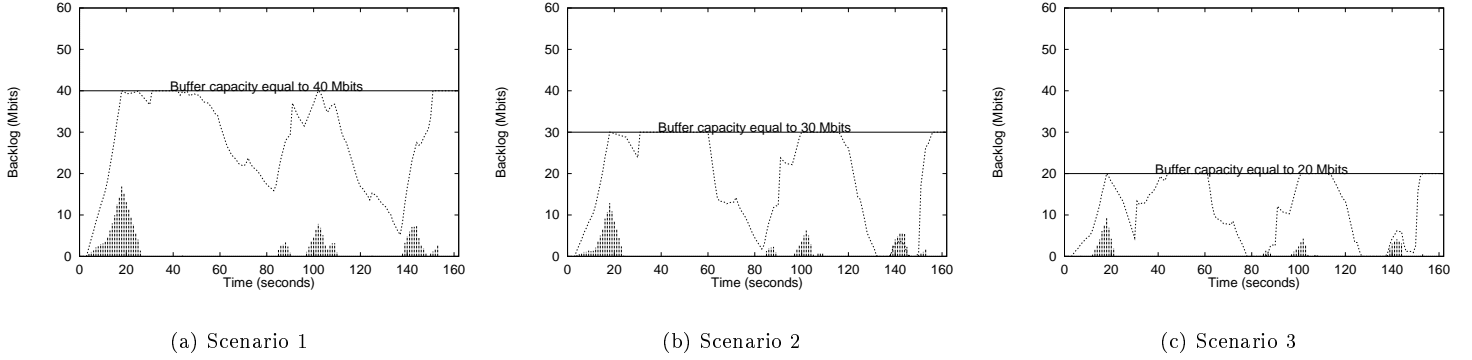 60
50
40
30
20
10
0
Backlog (Mbits)
Buffer capacity equal to 40 Mbits
0 20 40 60 80 100 120 140 160
Time (seconds)
(a) Scenario 1
60
50
40
30
20
10
0
Backlog (Mbits)
Buffer capacity equal to 30 Mbits
0 20 40 60 80 100 120 140 160
Time (seconds)
(b) Scenario 2
60
50
40
30
20
10
0
Backlog (Mbits)
Buffer capacity equal to 20 Mbits
0 20 40 60 80 100 120 140 160
Time (seconds)
(c) Scenario 3